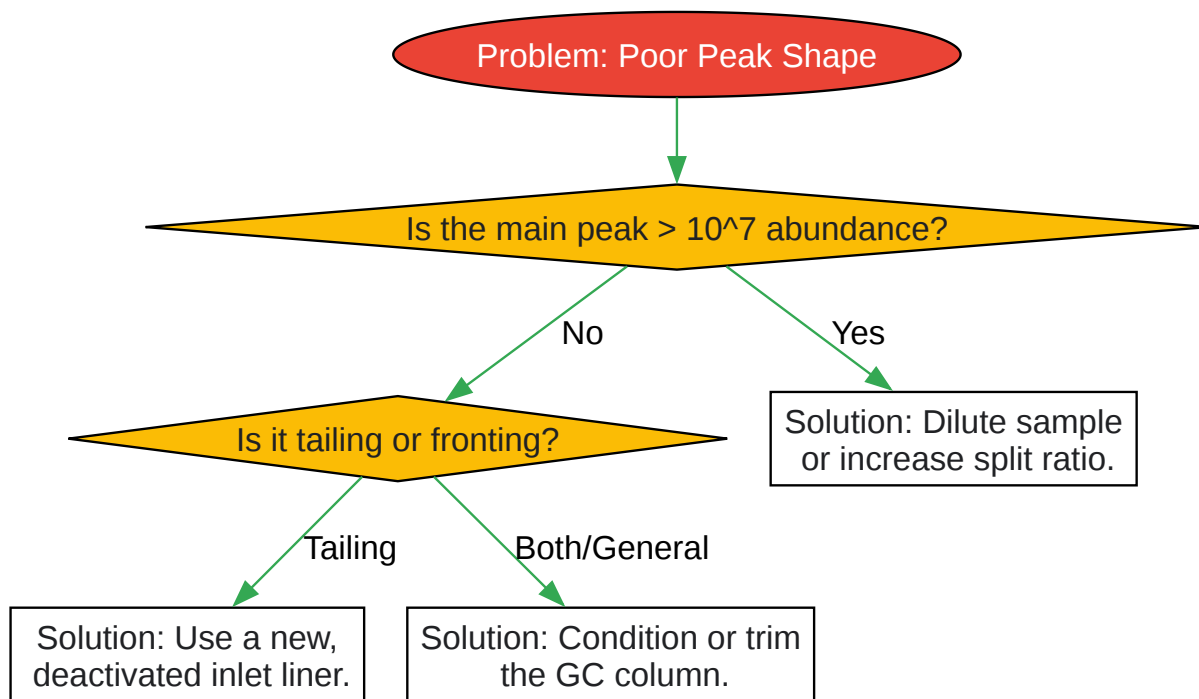 Problem: Poor Peak Shape
Is the main peak > 10^7 abundance?
No
Yes
Is it tailing or fronting?
Solution: Dilute sample
or increase split ratio.
Tailing
Both/General
Solution: Use a new,
deactivated inlet liner.
Solution: Condition or trim
the GC column.